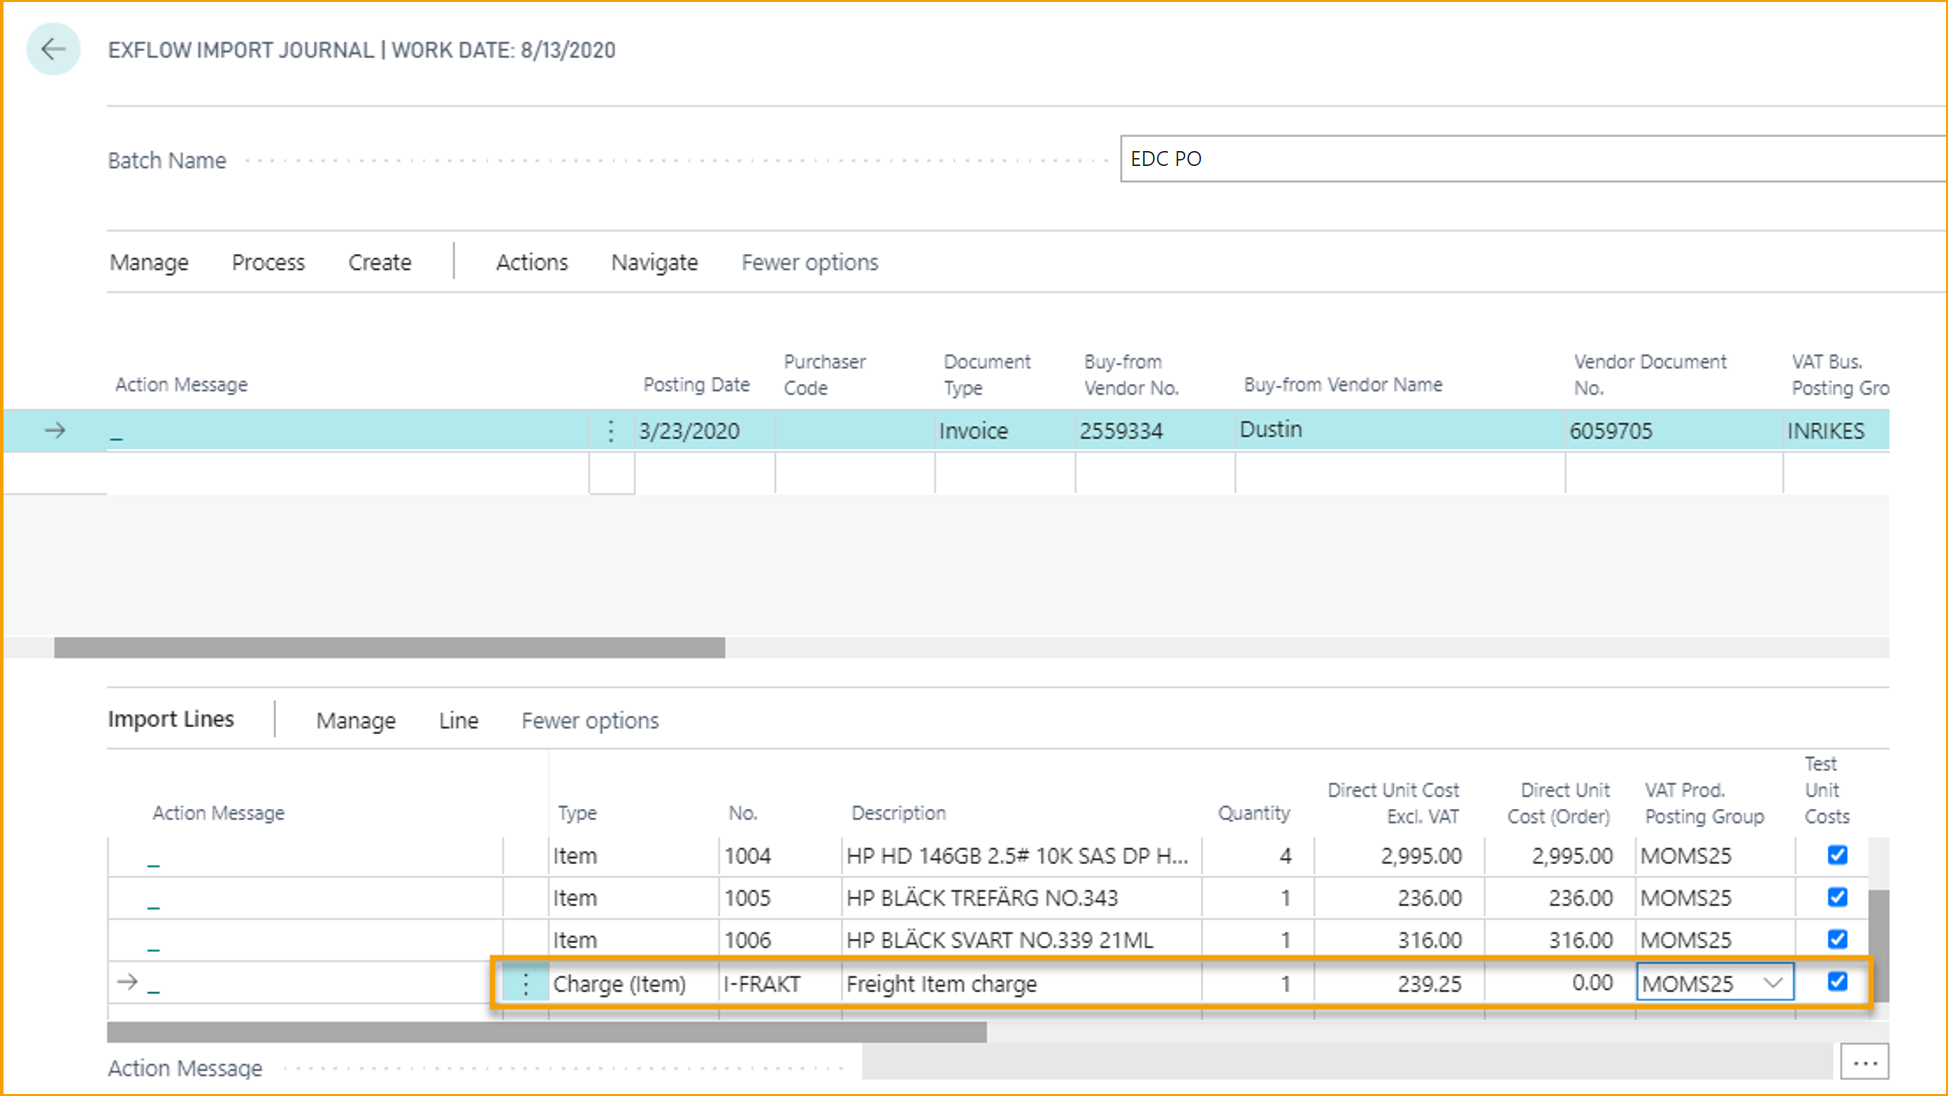 EXFLOW IMPORT JOURNAL | WORK DATE: 8/13/2020
Batch Name
EDC PO
Manage Process Create Actions Navigate Fewer options
Action Message Posting Date Purchaser Code Document Type Buy-from Vendor No. Buy-from Vendor Name Vendor Document No. VAT Bus. Posting Gro
_ 3/23/2020 Invoice 2559334 Dustin 6059705 INRIKES
Import Lines Manage Line Fewer options
Action Message Type No. Description Quantity Direct Unit Cost Excl. VAT Direct Unit Cost (Order) VAT Prod. Posting Group Test Unit Costs
_ Item 1004 HP HD 146GB 2.5# 10K SAS DP H... 4 2,995.00 2,995.00 MOMS25
_ Item 1005 HP BLÄCK TREFÄRG NO.343 1 236.00 236.00 MOMS25
_ Item 1006 HP BLÄCK SVART NO.339 21ML 1 316.00 316.00 MOMS25
_ Charge (Item) I-FRAKT Freight Item charge 1 239.25 0.00 MOMS25
Action Message ...